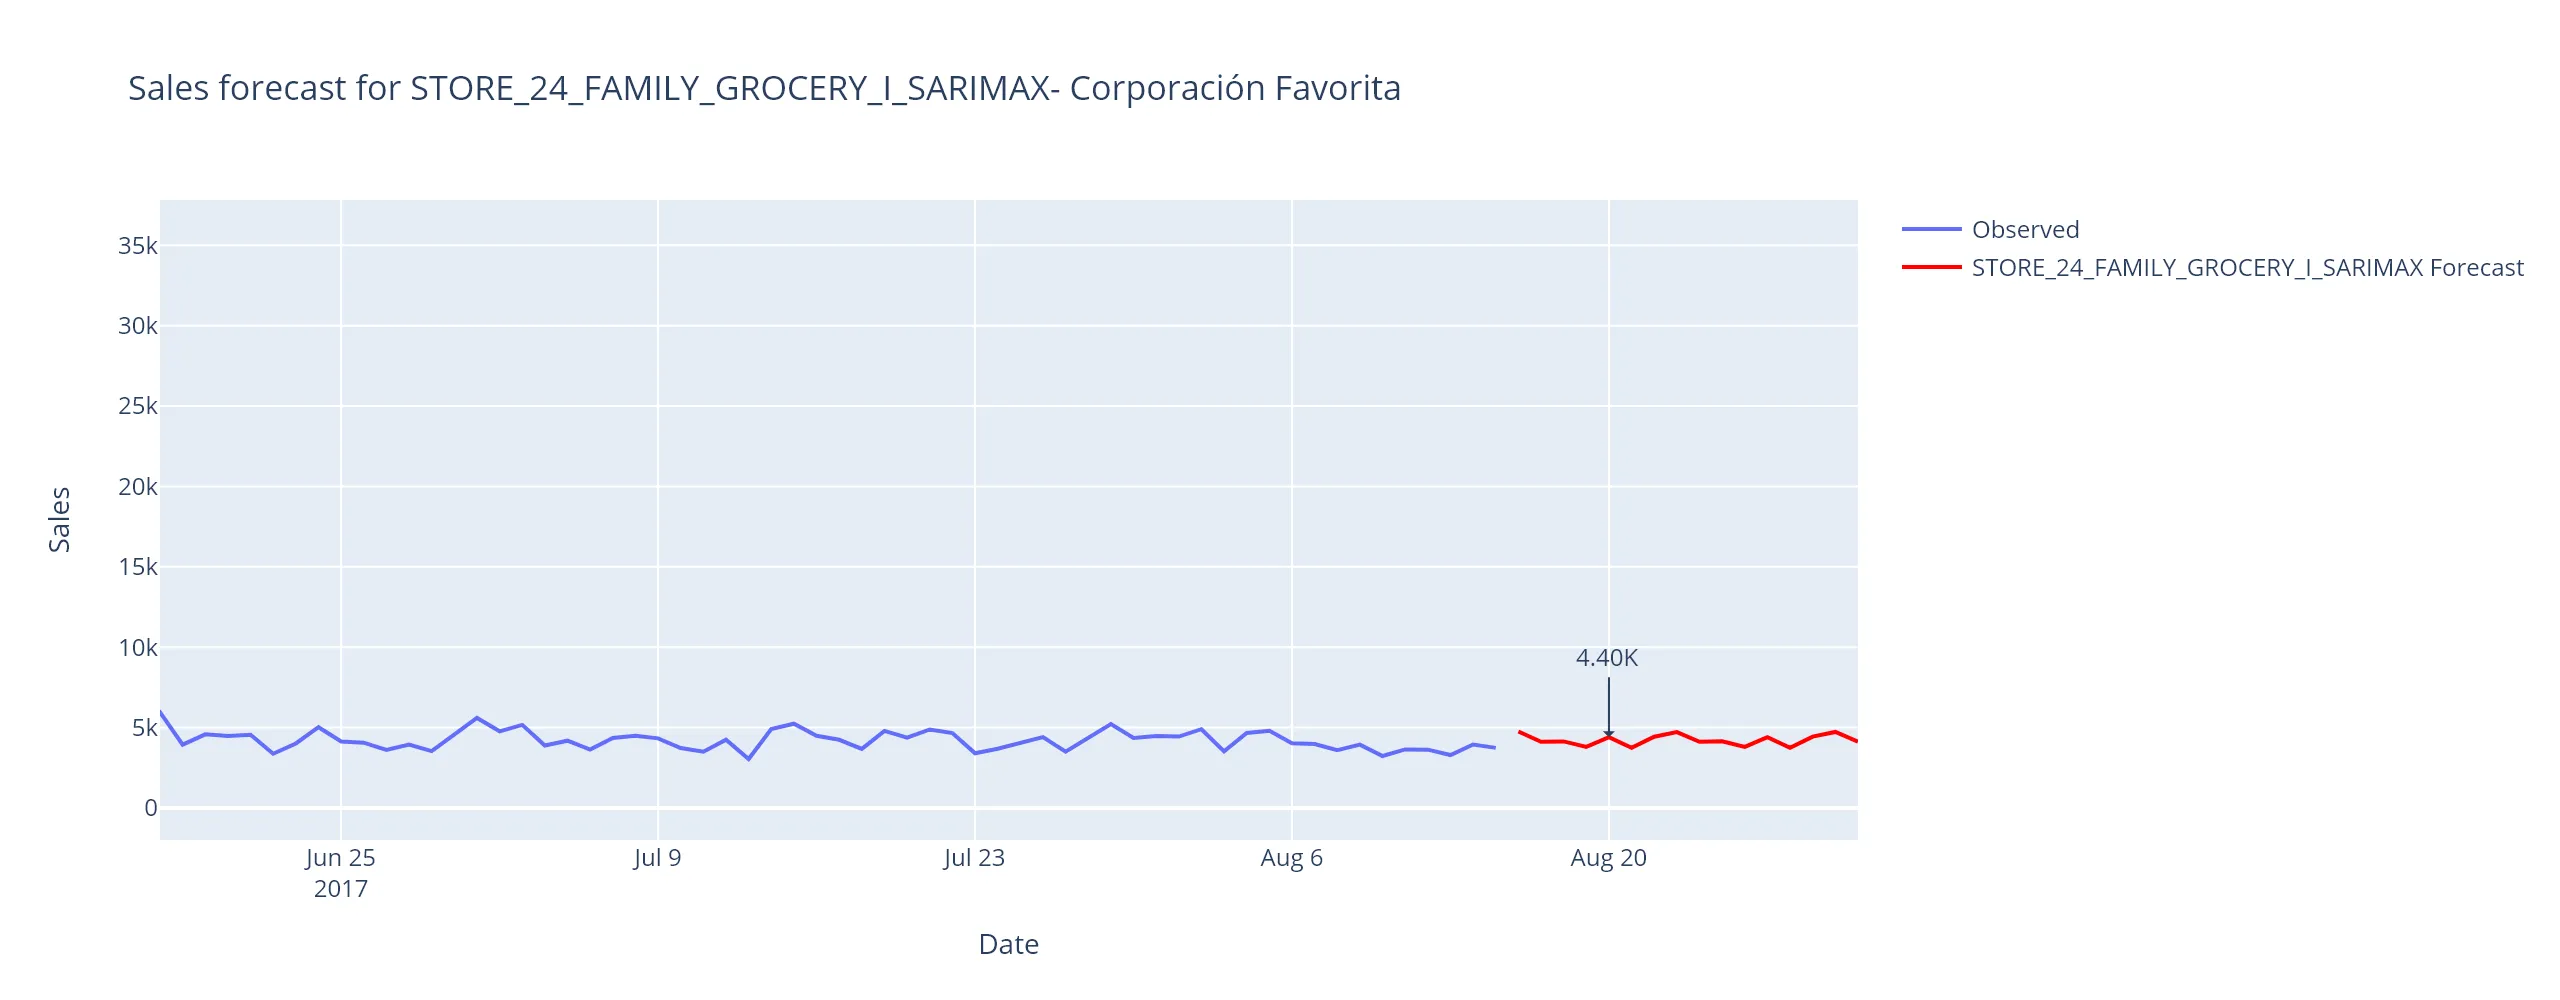 Sales forecast for STORE_24_FAMILY_GROCERY_I_SARIMAX- Corporación Favorita
Observed
STORE_24_FAMILY_GROCERY_I_SARIMAX Forecast
35k
30k
25k
20k
15k
10k
5k
0
Sales
4.40K
Jun 25
2017
Jul 9
Jul 23
Aug 6
Aug 20
Date